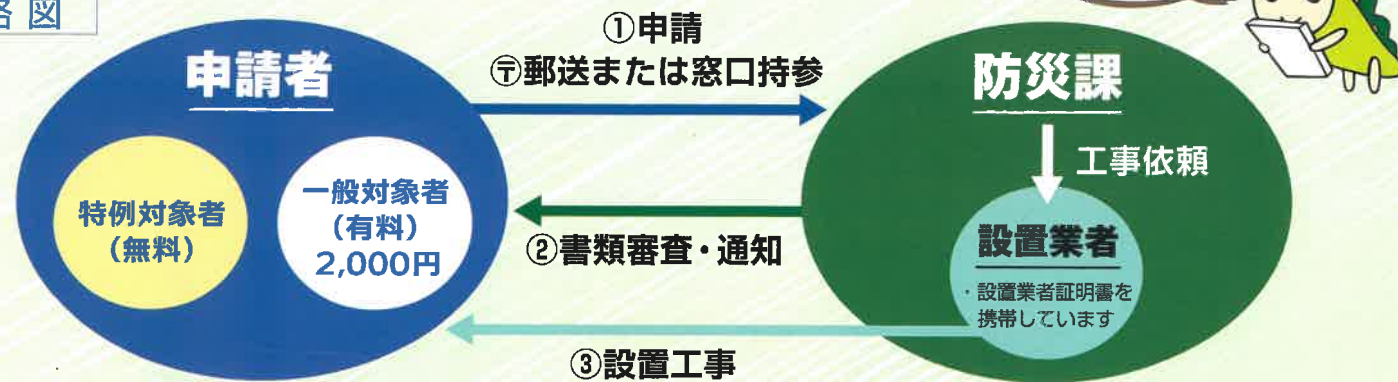 略図
申請者
特例対象者
(無料)
一般対象者
(有料)
2,000円
①申請
〒郵送または窓口持参
②書類審査・通知
③設置工事
防災課
工事依頼
設置業者
・設置業者証明書を
携帯しています